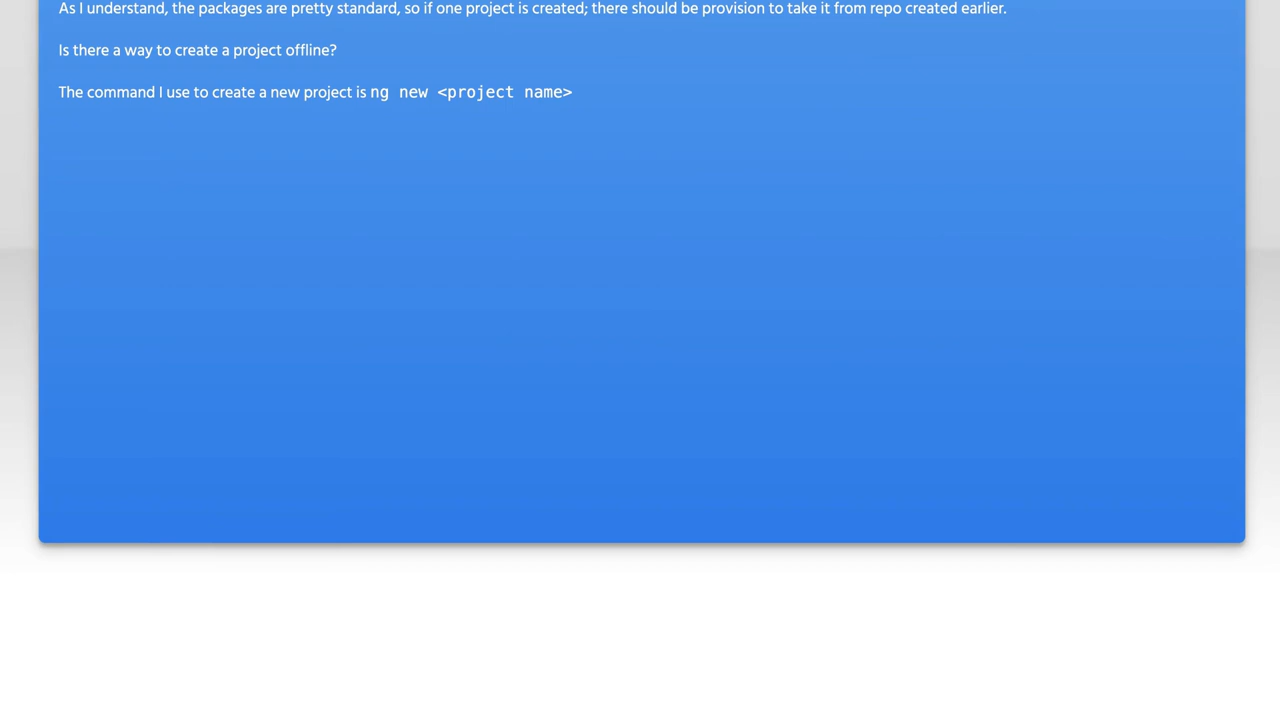 As I understand, the packages are pretty standard, so if one project is created; there should be provision to take it from repo created earlier.
Is there a way to create a project offline?
The command I use to create a new project is ng new <project name>